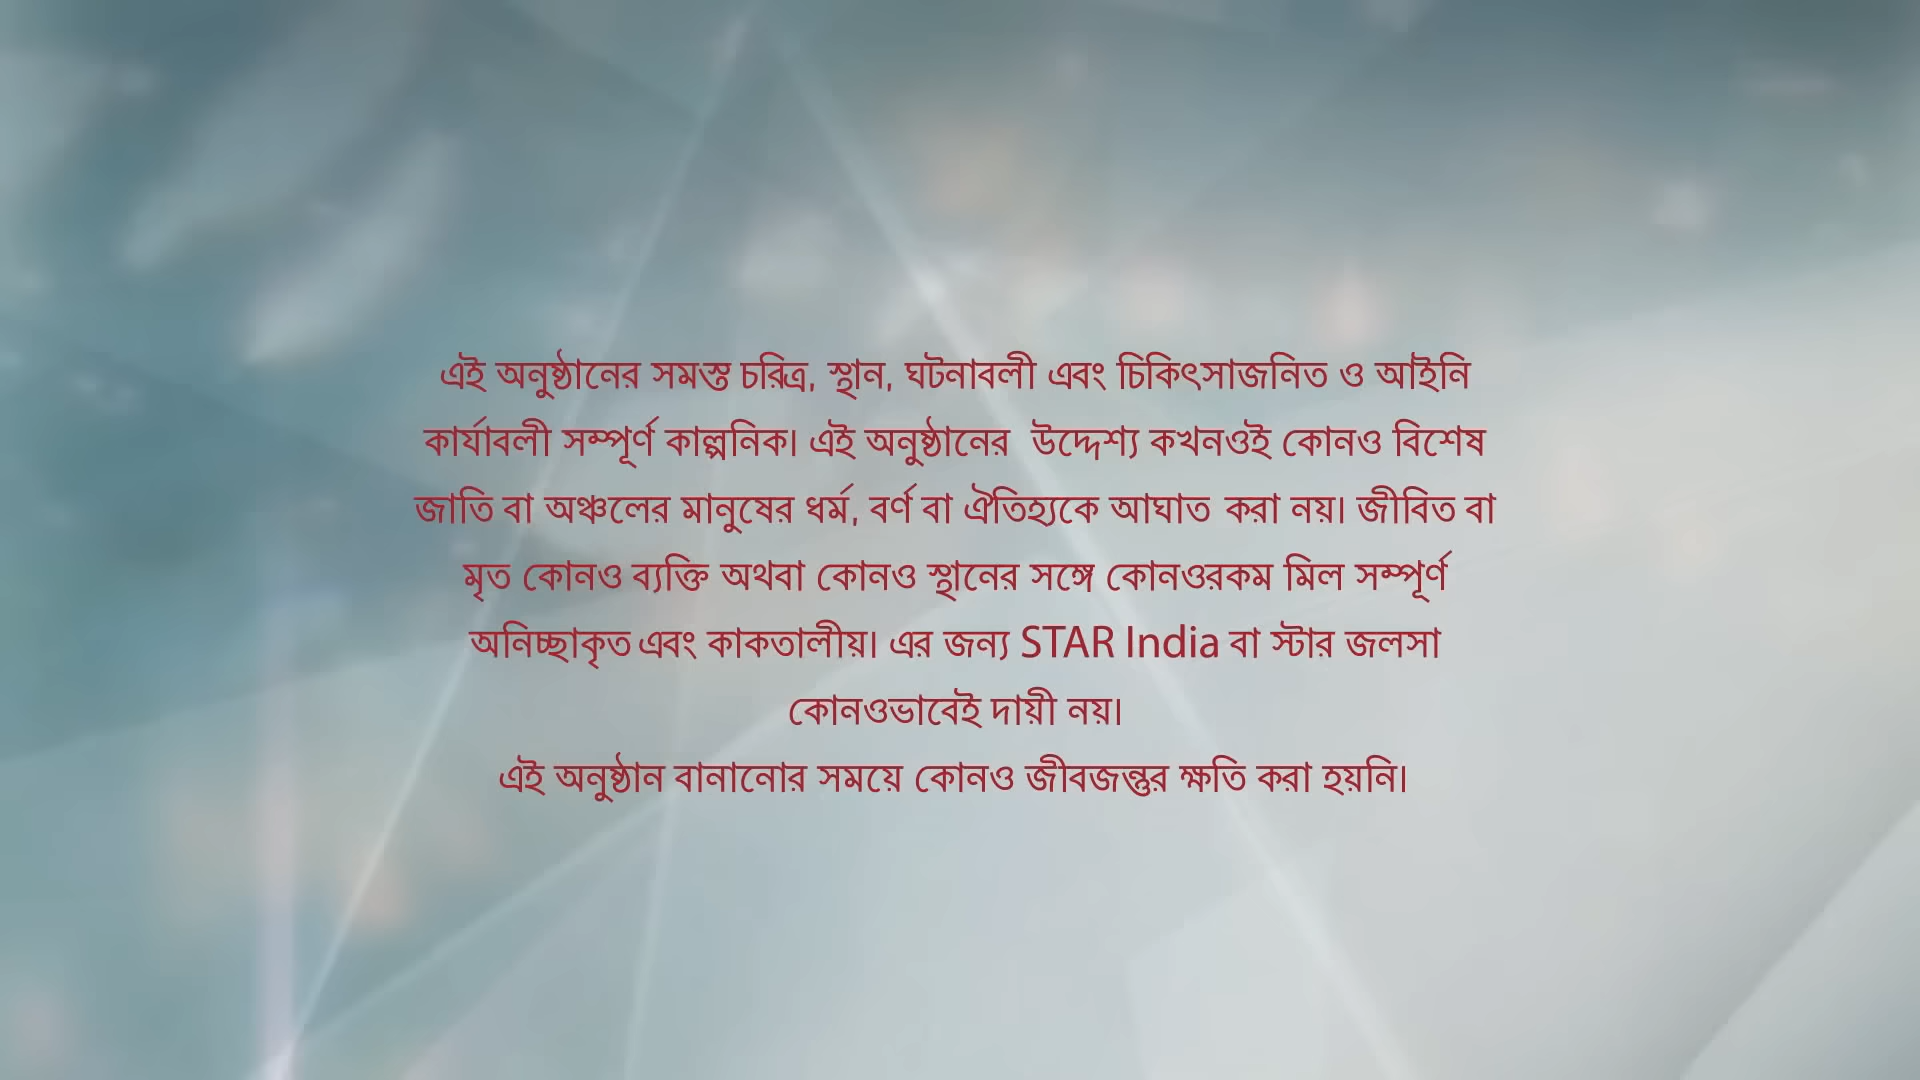 এই অনুষ্ঠানের সমস্ত চরিত্র, স্থান, ঘটনাবলী এবং চিকিৎসাজনিত ও আইনি
কার্যাবলী সম্পূর্ণ কাল্পনিক। এই অনুষ্ঠানের উদ্দেশ্য কখনওই কোনও বিশেষ
জাতি বা অঞ্চলের মানুষের ধর্ম, বর্ণ বা ঐতিহ্যকে আঘাত করা নয়। জীবিত বা
মৃত কোনও ব্যক্তি অথবা কোনও স্থানের সঙ্গে কোনওরকম মিল সম্পূর্ণ
অনিচ্ছাকৃত এবং কাকতালীয়। এর জন্য STAR India বা স্টার জলসা
কোনওভাবেই দায়ী নয়।
এই অনুষ্ঠান বানানোর সময়ে কোনও জীবজন্তুর ক্ষতি করা হয়নি।